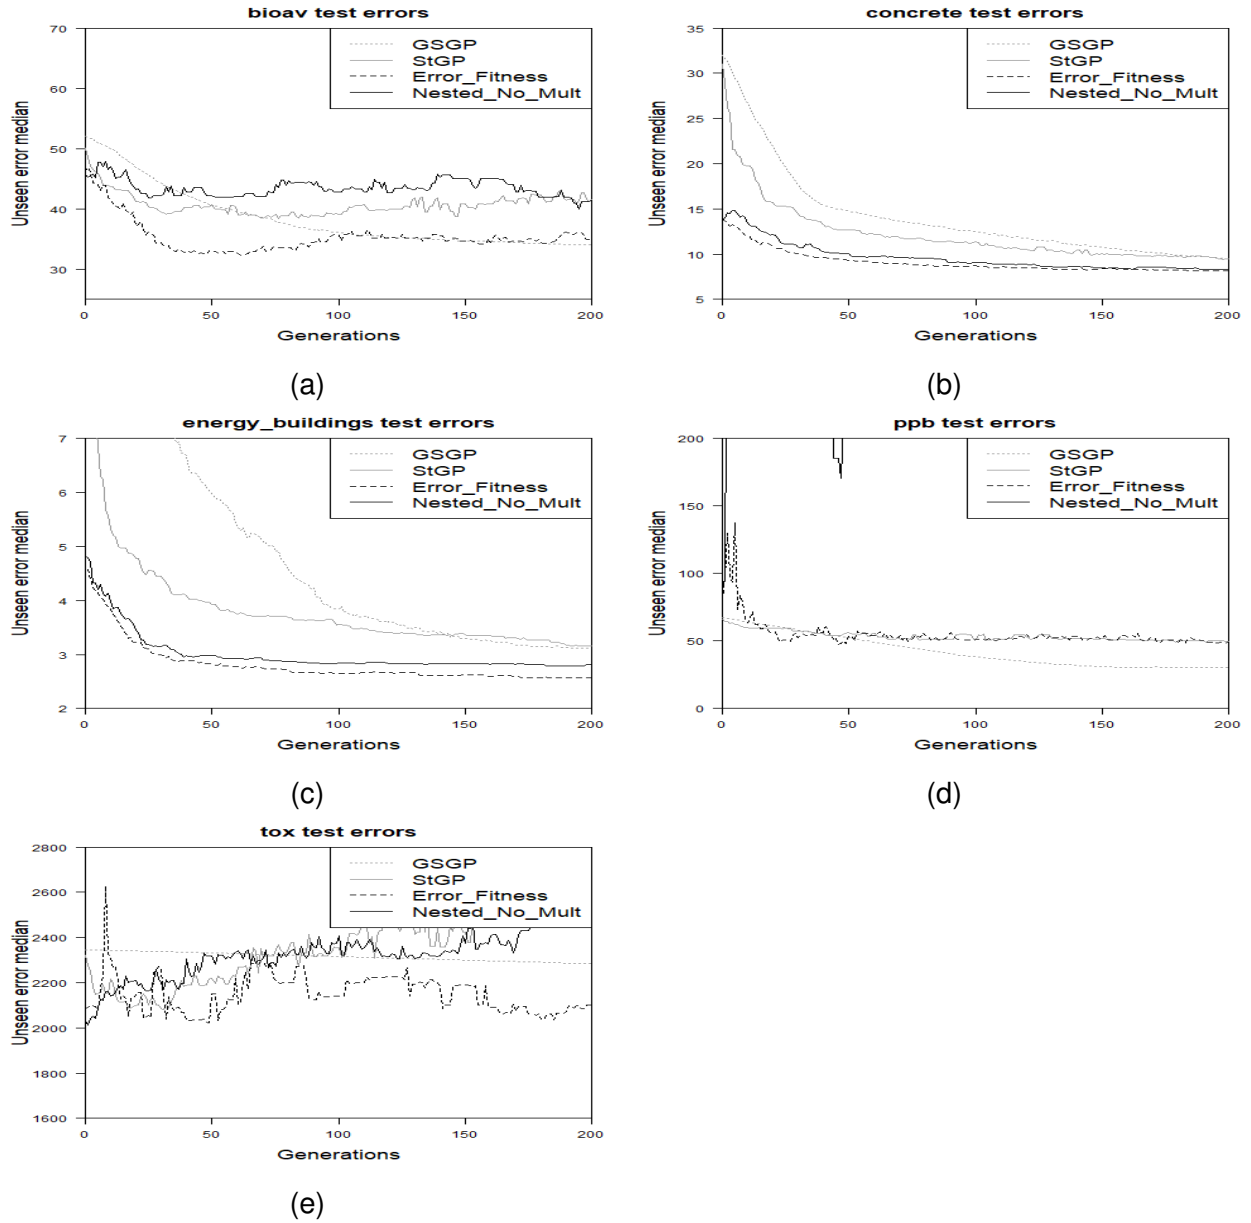 bioav test errors
70
60
50
40
30
Unseen error median
GSGP
StGP
Error_Fitness
Nested_No_Mult
0
50
100
150
200
Generations
(a)
concrete test errors
35
30
25
20
15
10
5
Unseen error median
GSGP
StGP
Error_Fitness
Nested_No_Mult
0
50
100
150
200
Generations
(b)
energy_buildings test errors
7
6
5
4
3
2
Unseen error median
GSGP
StGP
Error_Fitness
Nested_No_Mult
0
50
100
150
200
Generations
(c)
ppb test errors
200
150
100
50
0
Unseen error median
GSGP
StGP
Error_Fitness
Nested_No_Mult
0
50
100
150
200
Generations
(d)
tox test errors
2800
2600
2400
2200
2000
1800
1600
Unseen error median
GSGP
StGP
Error_Fitness
Nested_No_Mult
0
50
100
150
200
Generations
(e)